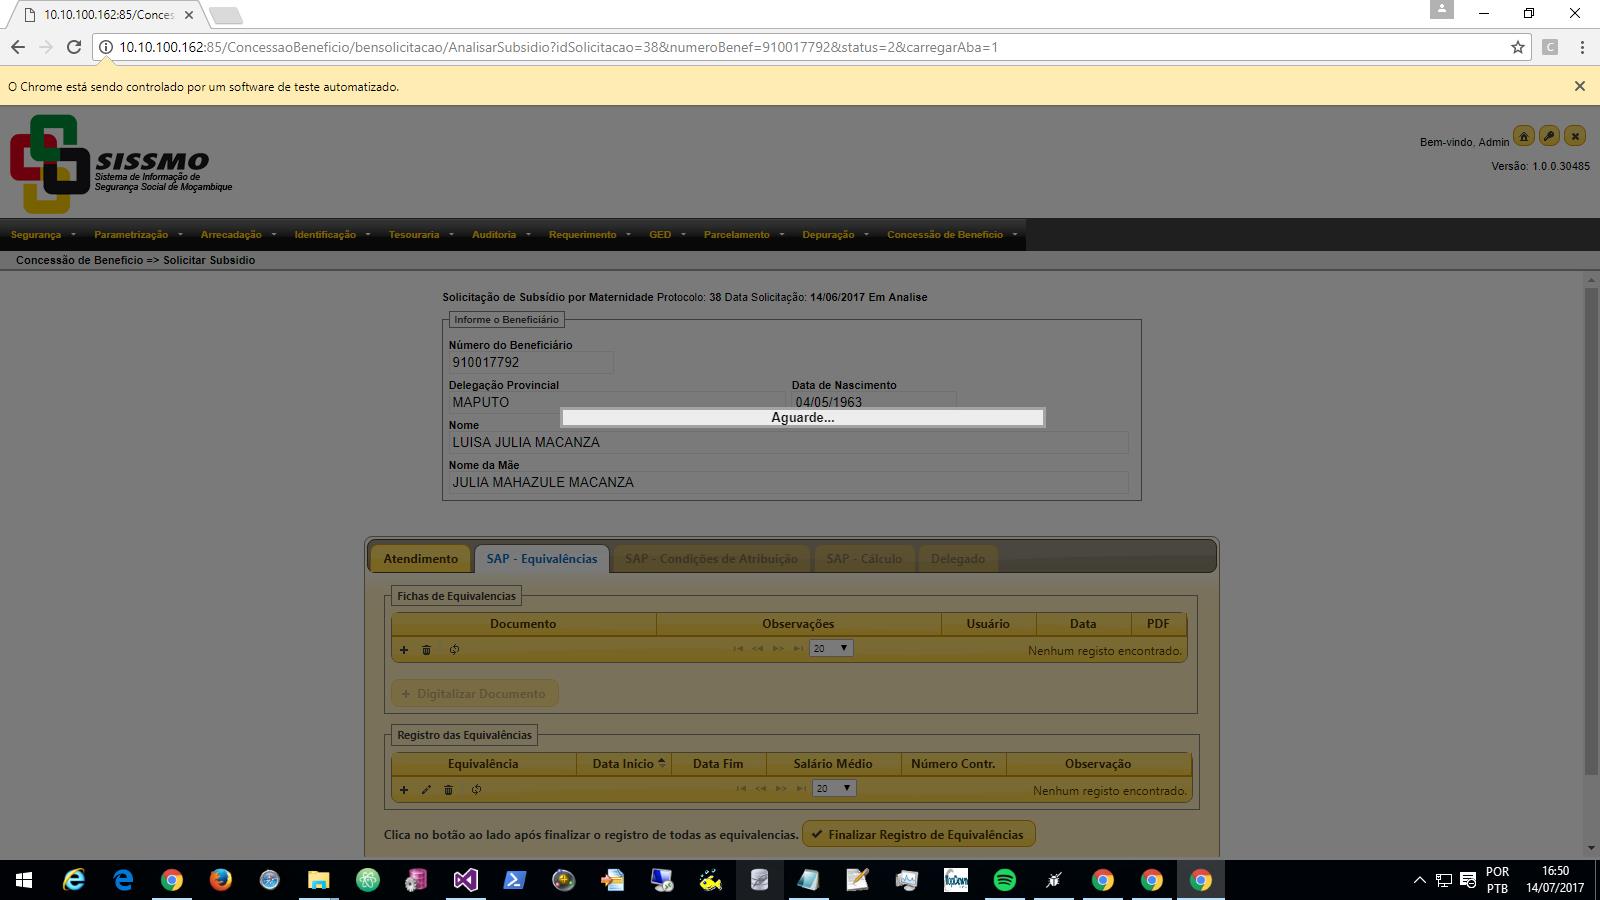 10.10.100.162:85/Conces
10.10.100.162:85/ConcessaoBeneficio/bensolicitacao/AnalisarSubsidio?idSolicitacao=38&numeroBenef=910017792&status=2&carregarAba=1
C
O Chrome está sendo controlado por um software de teste automatizado.
SISSMO
Sistema de Informação de
Segurança Social de Moçambique
Bem-vindo, Admin
Versão: 1.0.0.30485
Segurança Parametrização Arrecadação Identificação Tesouraria Auditoria Requerimento GED Parcelamento Depuração Concessão de Beneficio
Concessão de Beneficio => Solicitar Subsidio
Solicitação de Subsídio por Maternidade Protocolo: 38 Data Solicitação: 14/06/2017 Em Analise
Informe o Beneficiário
Número do Beneficiário
910017792
Delegação Provincial Data de Nascimento
MAPUTO 04/05/1963
Aguarde...
Nome
LUISA JULIA MACANZA
Nome da Mãe
JULIA MAHAZULE MACANZA
Atendimento SAP - Equivalências SAP - Condições de Atribuição SAP - Cálculo Delegado
Fichas de Equivalencias
Documento Observações Usuário Data PDF
20 Nenhum registo encontrado.
+ Digitalizar Documento
Registro das Equivalências
Equivalência Data Inicio Data Fim Salário Médio Número Contr. Observação
20 Nenhum registo encontrado.
Clica no botão ao lado após finalizar o registro de todas as equivalencias. Finalizar Registro de Equivalências
POR
PTB
16:50
14/07/2017